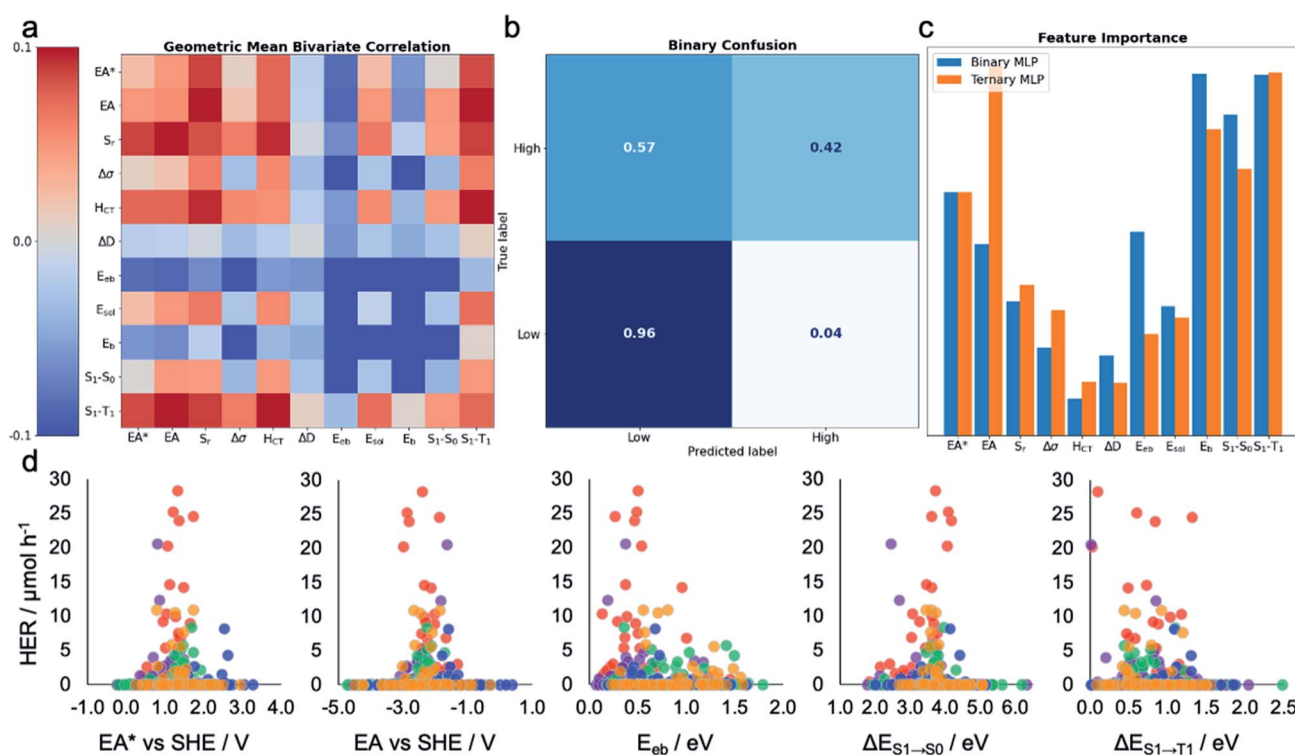 a
Geometric Mean Bivariate Correlation
0.1
0.0
-0.1
EA*
EA
Sr
Δσ
HCT
ΔD
Eeb
Esol
Eb
S1-S0
S1-T1
EA* EA Sr Δσ HCT ΔD Eeb Esol Eb S1-S0 S1-T1
b
Binary Confusion
True label
High
Low
0.57 0.42
0.96 0.04
Low High
Predicted label
c
Feature Importance
Binary MLP
Ternary MLP
EA* EA Sr Δσ HCT ΔD Eeb Esol Eb S1-S0 S1-T1
d
HER / μmol h-1
30
25
20
15
10
5
0
-1.0 0.0 1.0 2.0 3.0 4.0
EA* vs SHE / V
30
25
20
15
10
5
0
-5.0 -3.0 -1.0 1.0
EA vs SHE / V
30
25
20
15
10
5
0
0.0 0.5 1.0 1.5 2.0
Eeb / eV
30
25
20
15
10
5
0
1.0 2.0 3.0 4.0 5.0 6.0
ΔES1→S0 / eV
30
25
20
15
10
5
0
0.0 0.5 1.0 1.5 2.0 2.5
ΔES1→T1 / eV